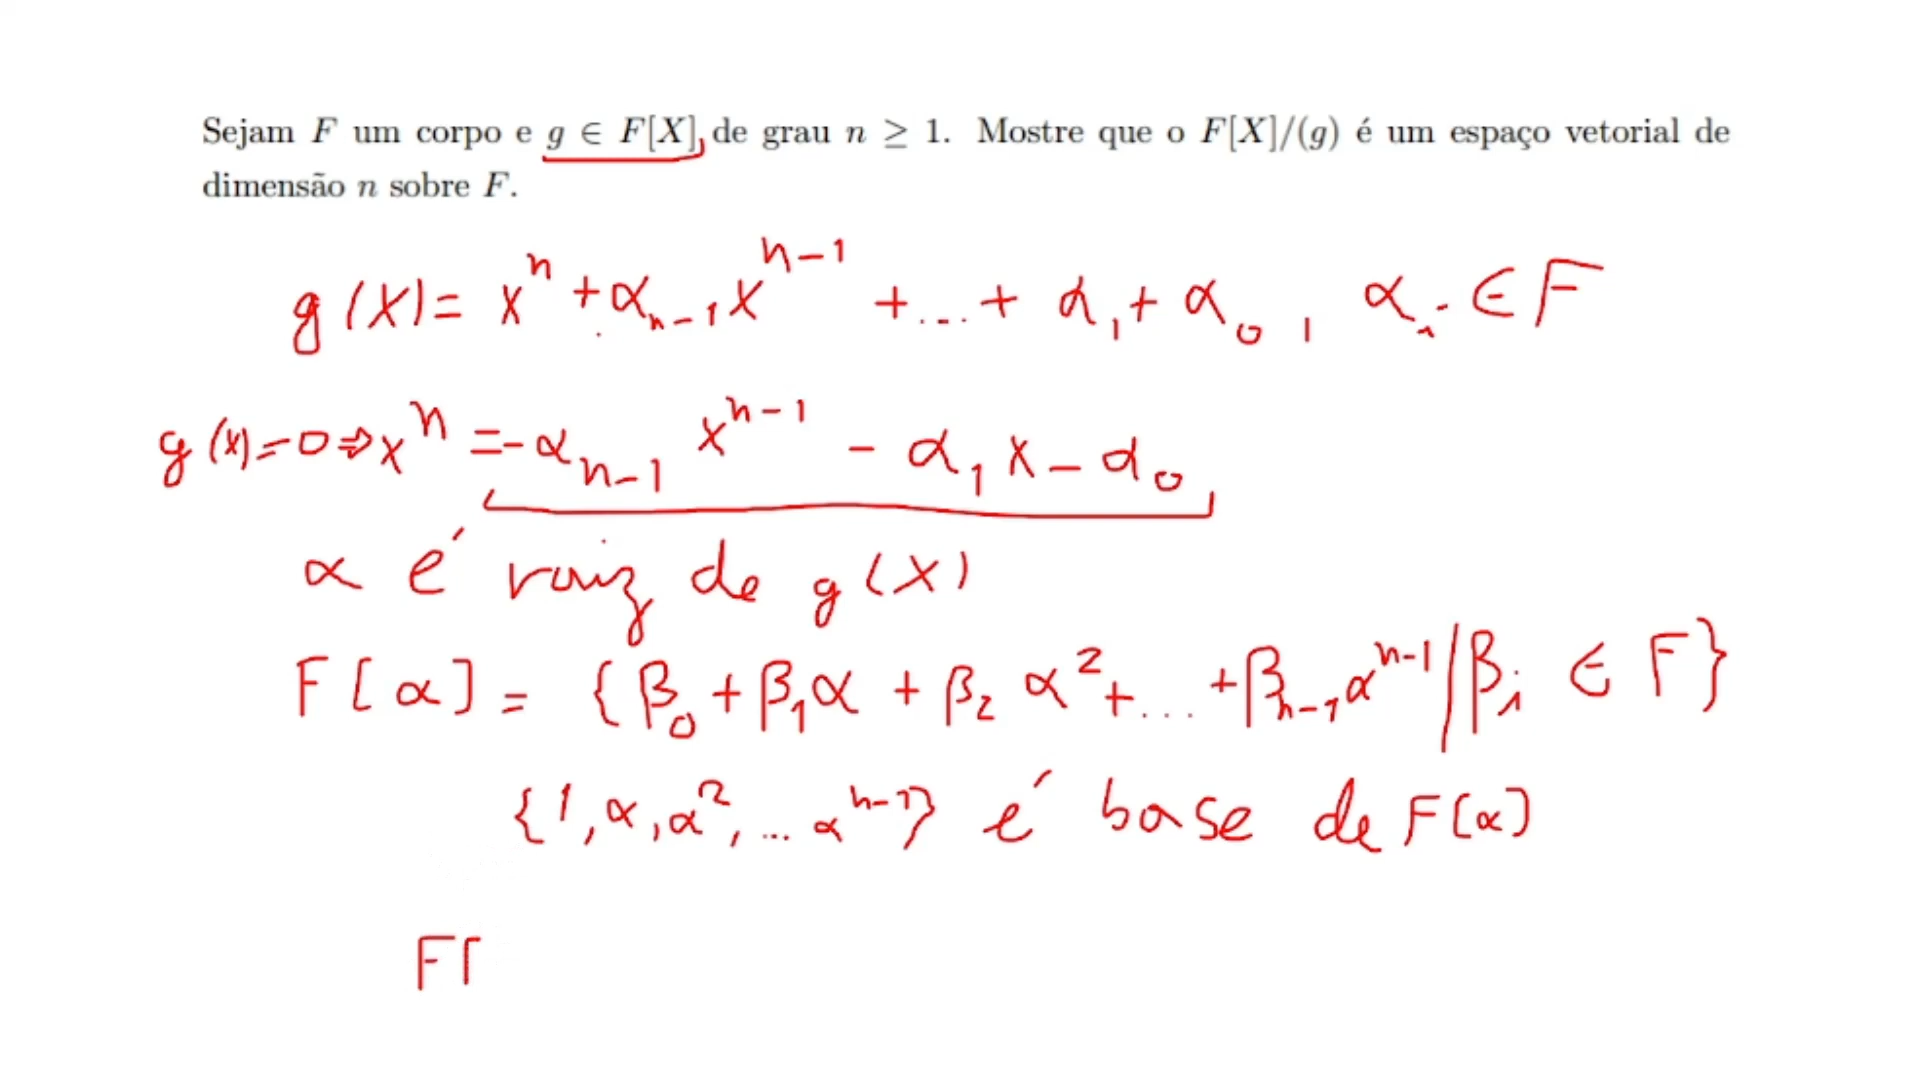 Sejam F um corpo e g ∈ F[X], de grau n ≥ 1. Mostre que o F[X]/(g) é um espaço vetorial de
dimensão n sobre F.
g(X) = x^n + α_{n-1} x^{n-1} + ... + α_1 + α_0, α_i ∈ F
g(x)=0 ⇒ x^n = -α_{n-1} x^{n-1} - α_1 x - α_0
α é raiz de g(X)
F[α] = {β_0 + β_1 α + β_2 α^2 + ... + β_{n-1} α^{n-1} / β_i ∈ F}
{1, α, α^2, ... α^{n-1}} é base de F[α]
F[